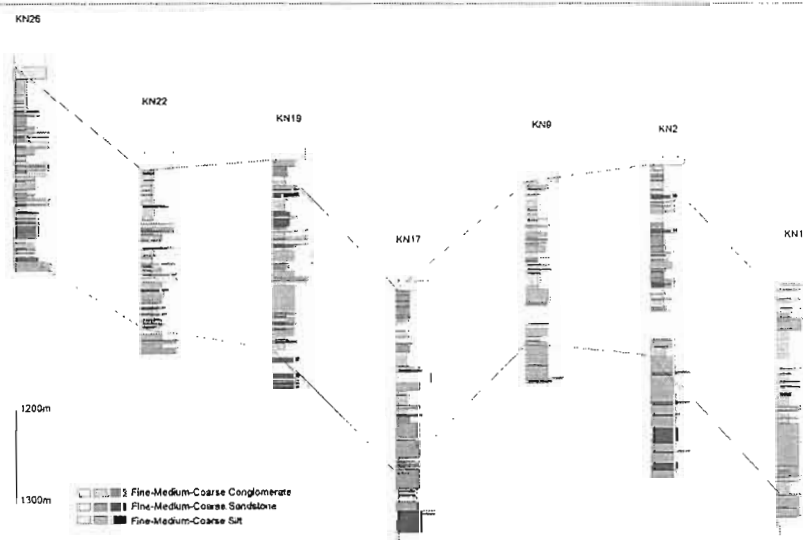 KN26
KN22
KN19
KN17
KN9
KN2
KN1
1200m
1300m
Fine-Medium-Coarse Conglomerate
Fine-Medium-Coarse Sandstone
Fine-Medium-Coarse Silt